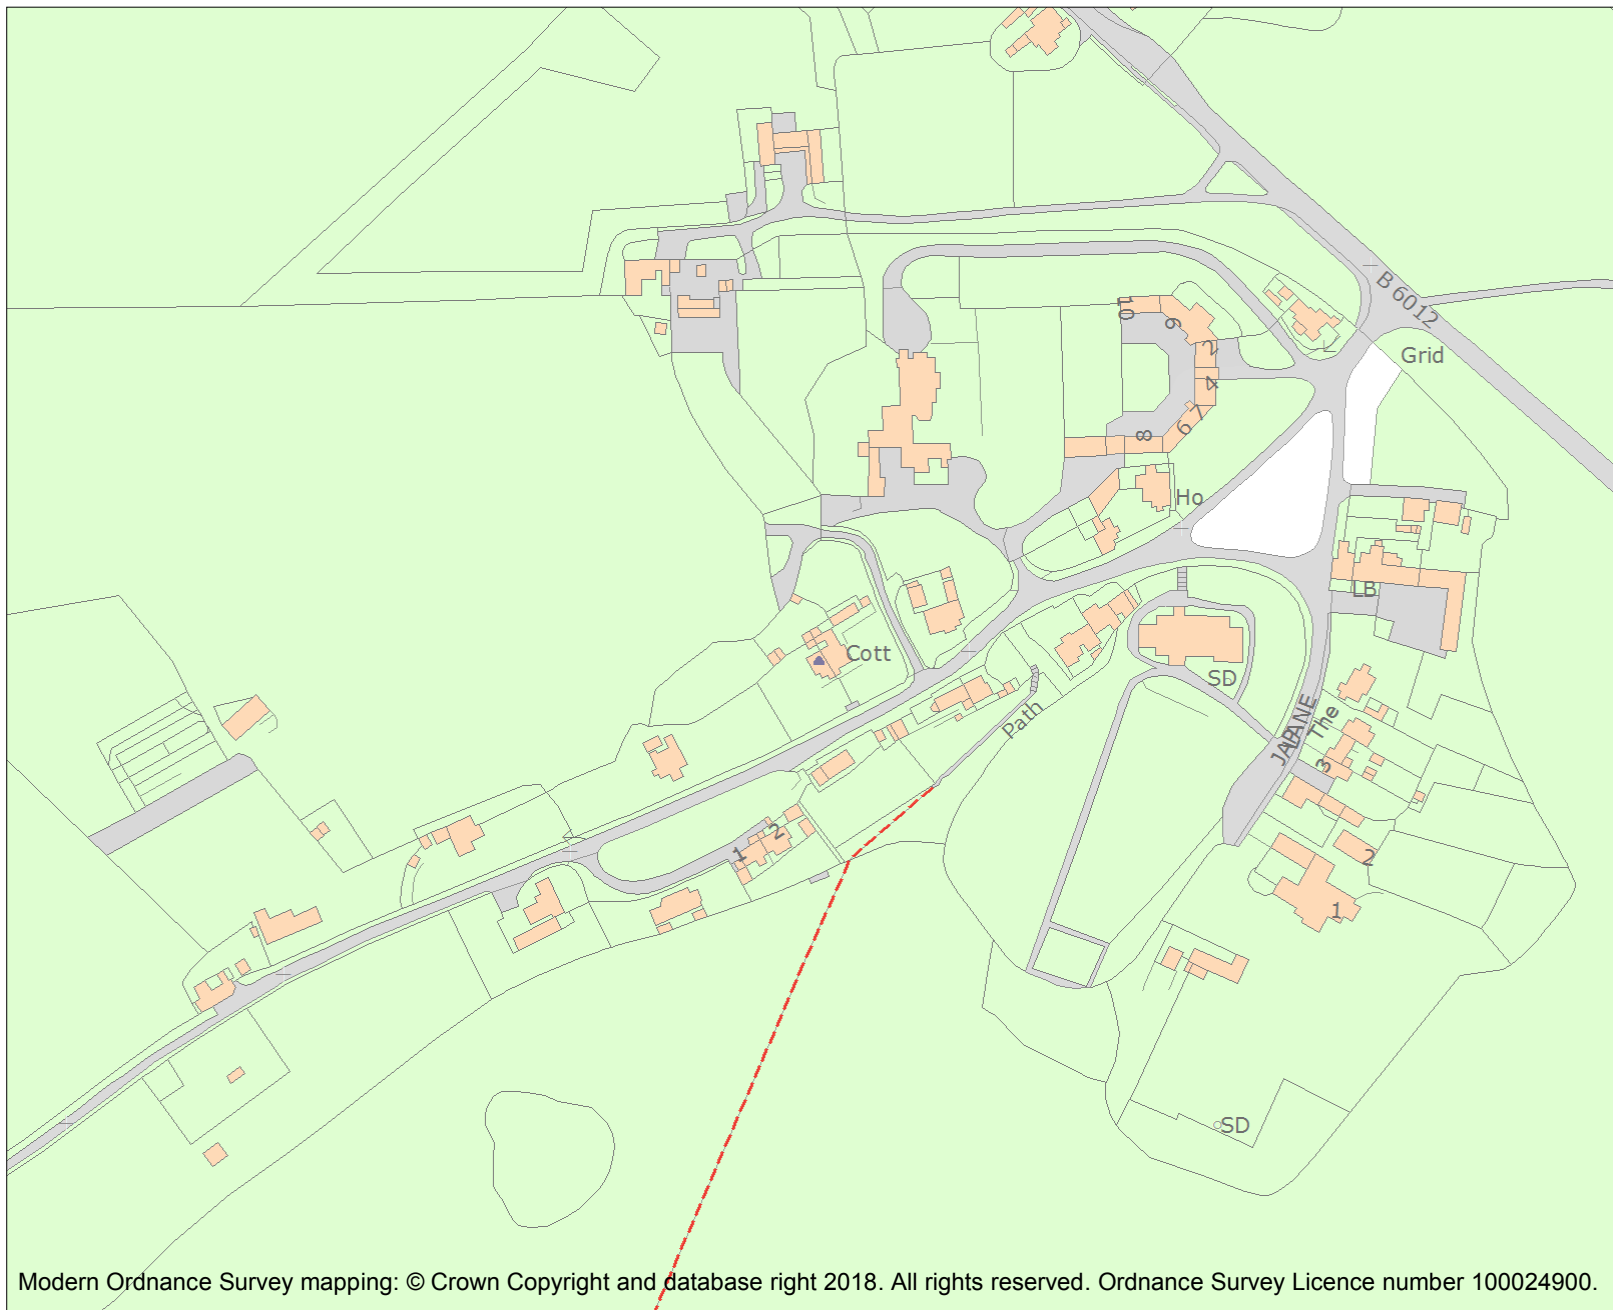 B 6012
Grid
10
9
2
4
7
6
8
Ho
LB
Cott
SD
Path
JAP LANE
The
3
2
1
2
1
SD
Modern Ordnance Survey mapping: © Crown Copyright and database right 2018. All rights reserved. Ordnance Survey Licence number 100024900.